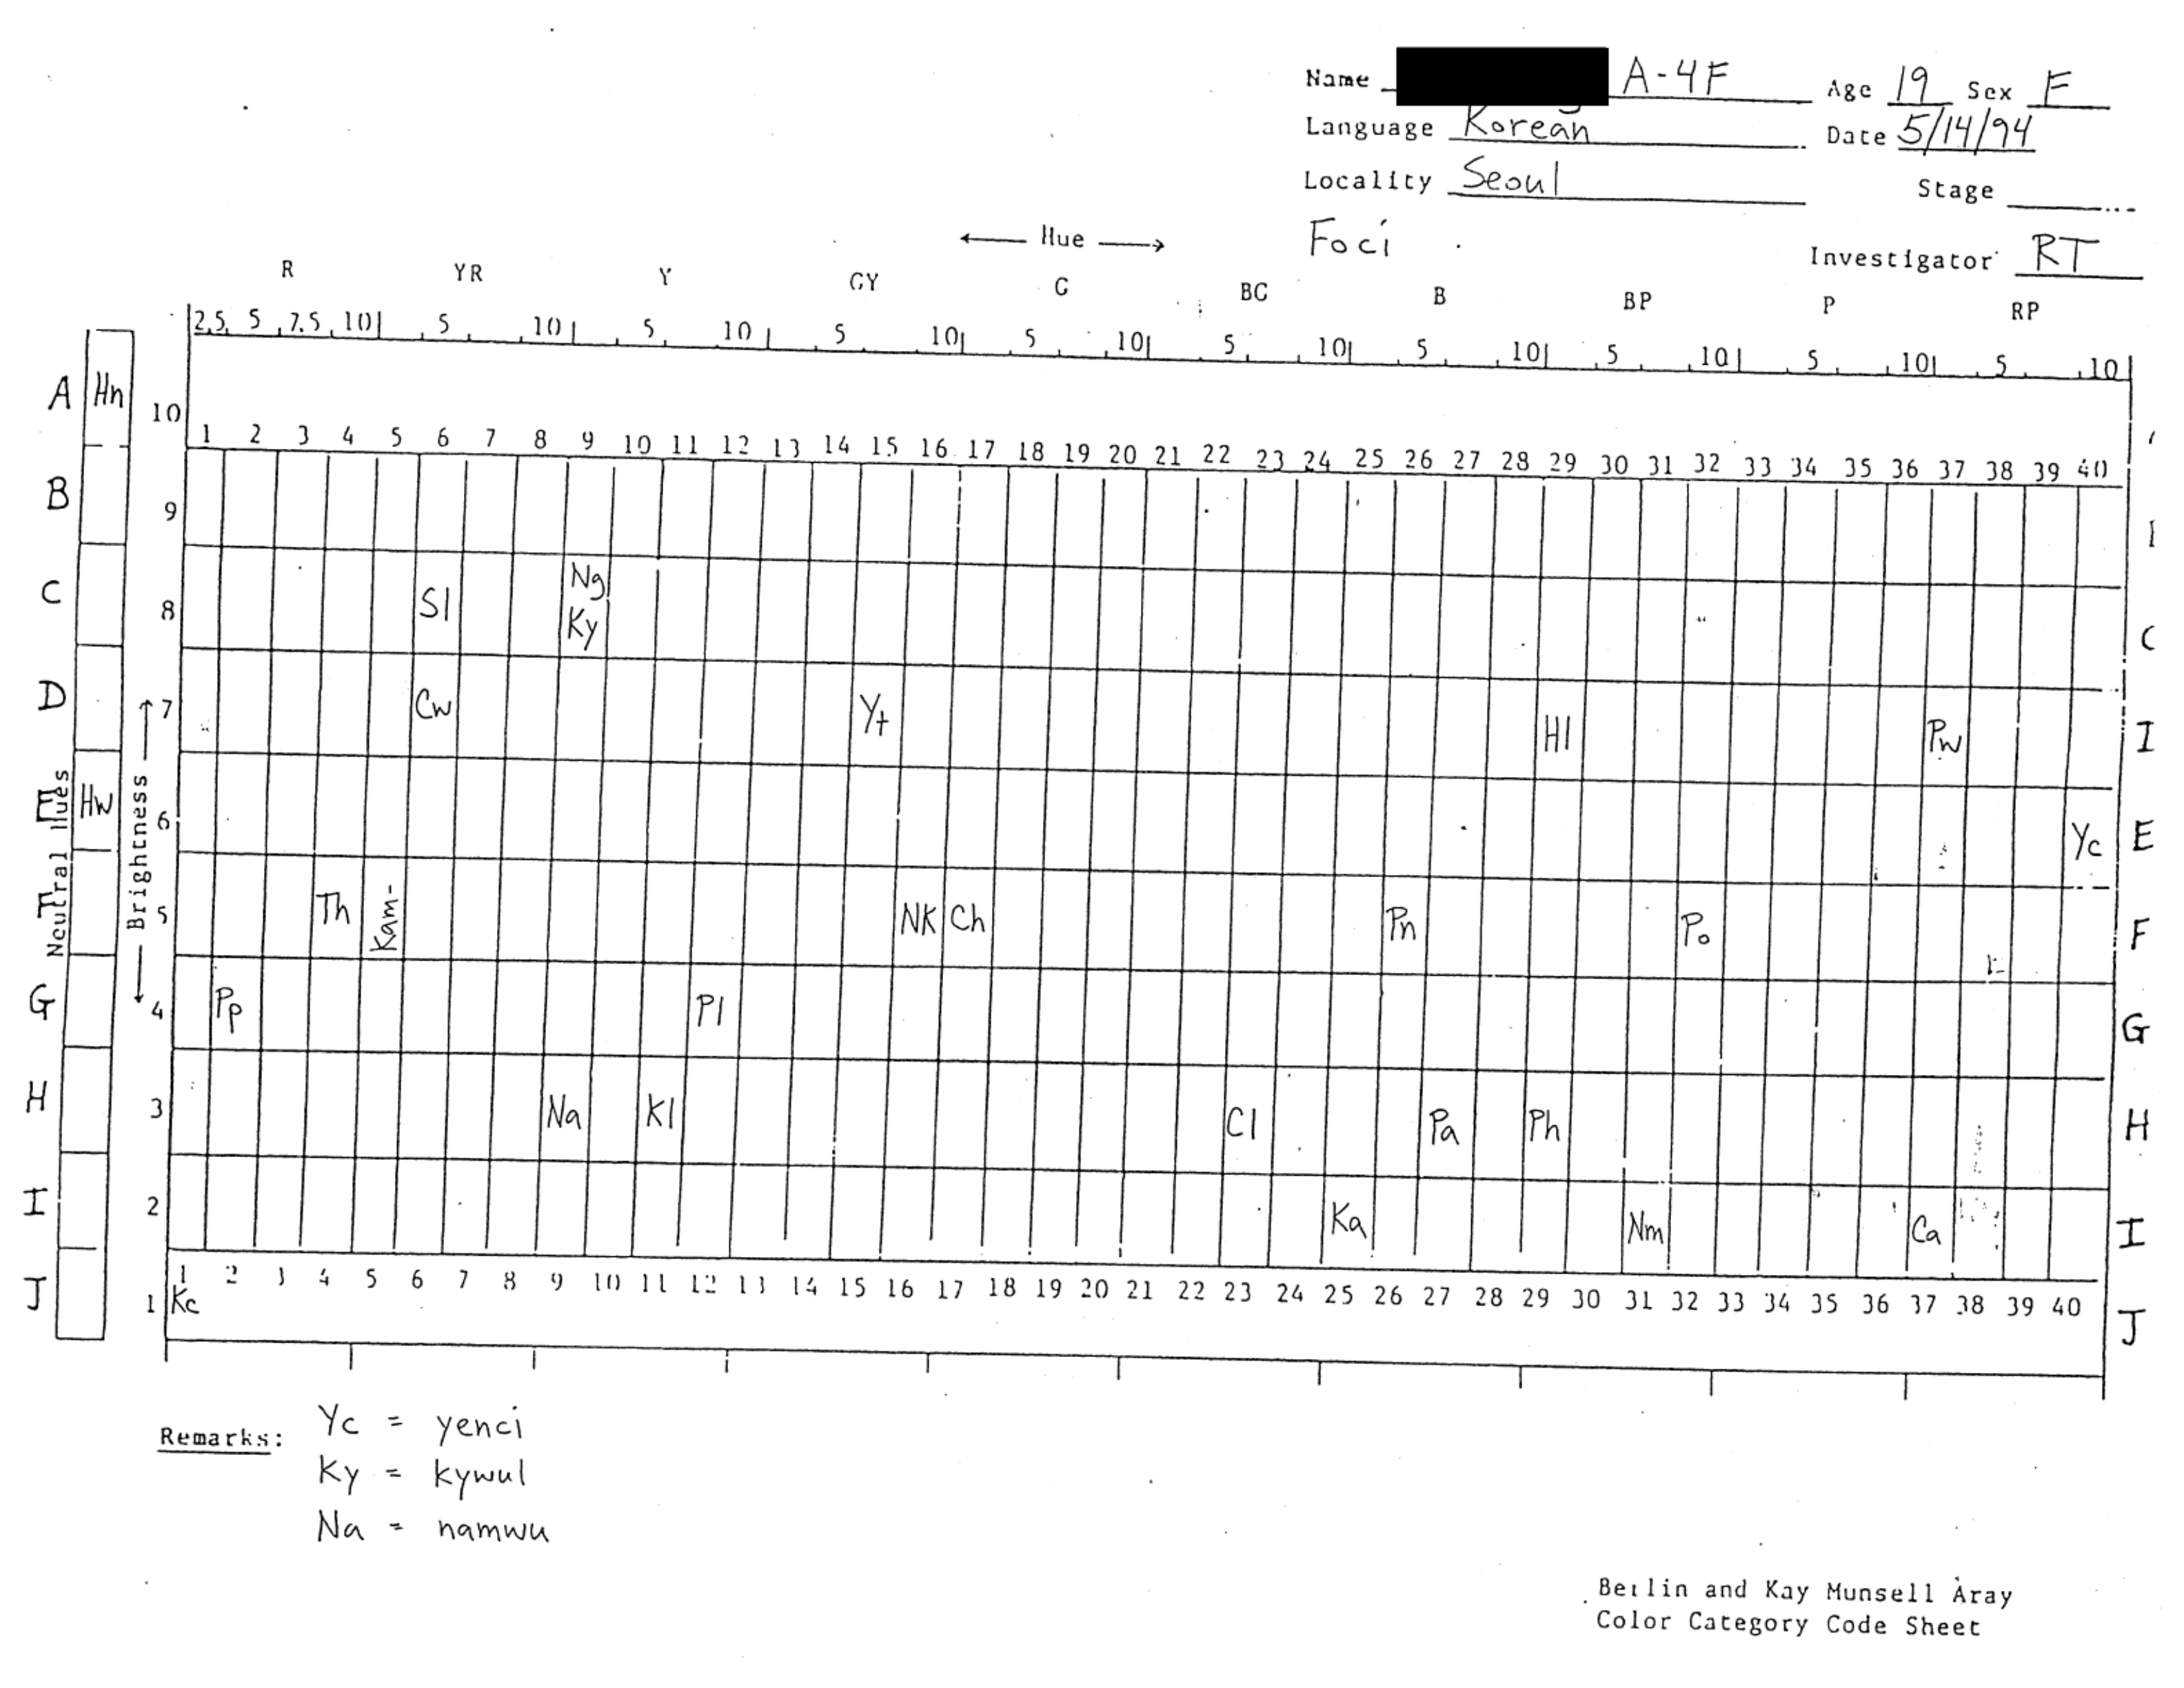 Name A-4F Age 19 Sex F
Language Korean Date 5/14/94
Locality Seoul Stage
Foci Investigator RT
← Hue →
R YR Y GY G BG B BP P RP
2.5 5 7.5 10 5 10 5 10 5 10 5 10 5 10 5 10 5 10 5 10 5 10
A Hn 10
1 2 3 4 5 6 7 8 9 10 11 12 13 14 15 16 17 18 19 20 21 22 23 24 25 26 27 28 29 30 31 32 33 34 35 36 37 38 39 40
B 9
C 8 Sl Ng Ky C
D 7 Cw Yt Hl Pw I
E Hw 6 Yc E
F 5 Th Kam- NK Ch Pn Po F
G 4 Pp Pl G
H 3 Na Kl Cl Pa Ph H
I 2 Ka Nm Ca I
1 2 3 4 5 6 7 8 9 10 11 12 13 14 15 16 17 18 19 20 21 22 23 24 25 26 27 28 29 30 31 32 33 34 35 36 37 38 39 40
J 1 Kc J
Neutral Hues
← Brightness →
Remarks: Yc = yenci
Ky = kywul
Na = namwu
Berlin and Kay Munsell Aray
Color Category Code Sheet